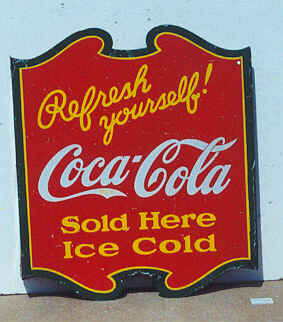 Refresh
yourself!
Coca-Cola
Sold Here
Ice Cold